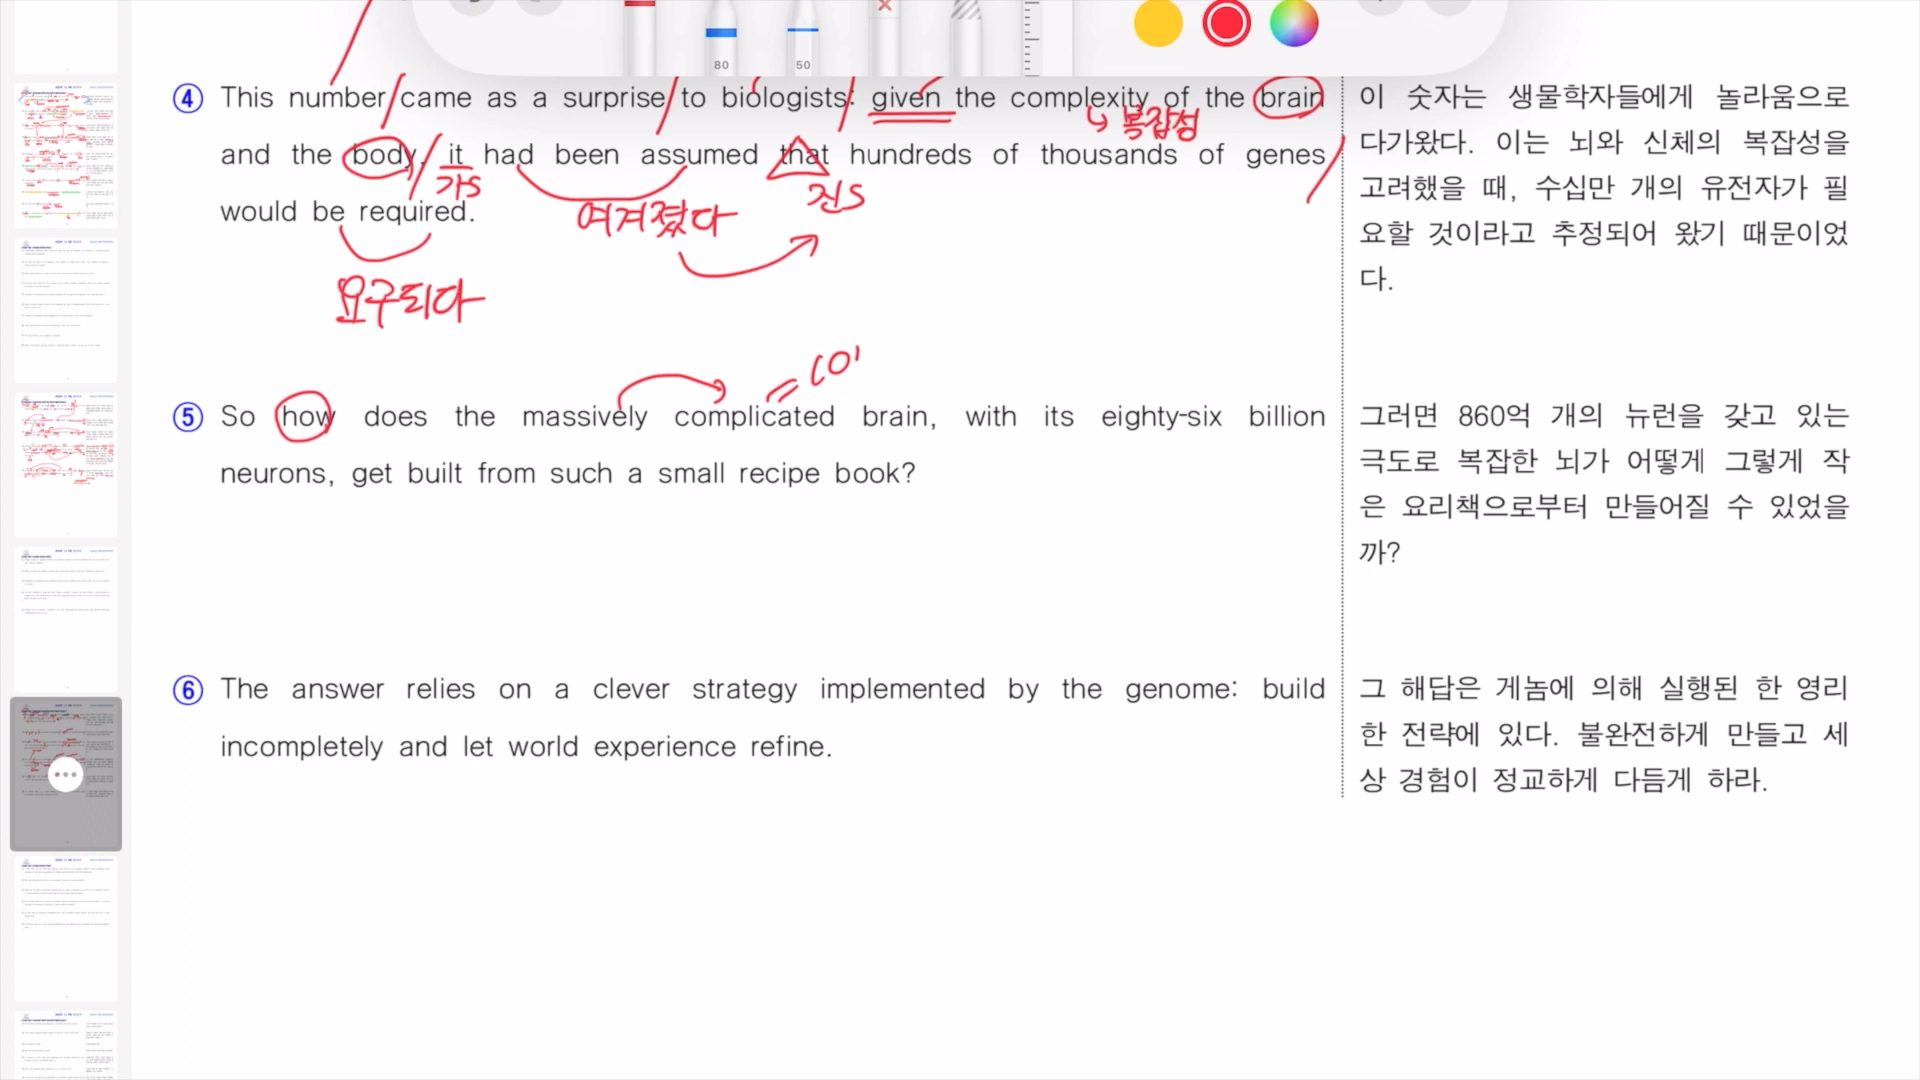 80
50
④ This number came as a surprise to biologists: given the complexity of the brain
복잡성
and the body, it had been assumed that hundreds of thousands of genes
가S
진S
would be required.
여겨졌다
요구되다
이 숫자는 생물학자들에게 놀라움으로
다가왔다. 이는 뇌와 신체의 복잡성을
고려했을 때, 수십만 개의 유전자가 필
요할 것이라고 추정되어 왔기 때문이었
다.
⑤ So how does the massively complicated brain, with its eighty-six billion
neurons, get built from such a small recipe book?
그러면 860억 개의 뉴런을 갖고 있는
극도로 복잡한 뇌가 어떻게 그렇게 작
은 요리책으로부터 만들어질 수 있었을
까?
⑥ The answer relies on a clever strategy implemented by the genome: build
incompletely and let world experience refine.
그 해답은 게놈에 의해 실행된 한 영리
한 전략에 있다. 불완전하게 만들고 세
상 경험이 정교하게 다듬게 하라.